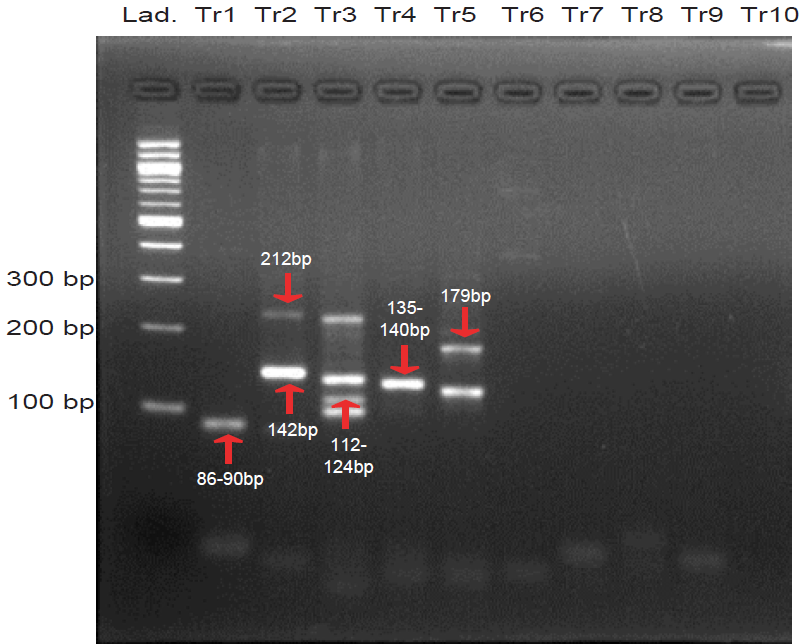 Lad. Tr1 Tr2 Tr3 Tr4 Tr5 Tr6 Tr7 Tr8 Tr9 Tr10
212bp
300 bp
179bp
135-
140bp
200 bp
100 bp
142bp
112-
124bp
86-90bp